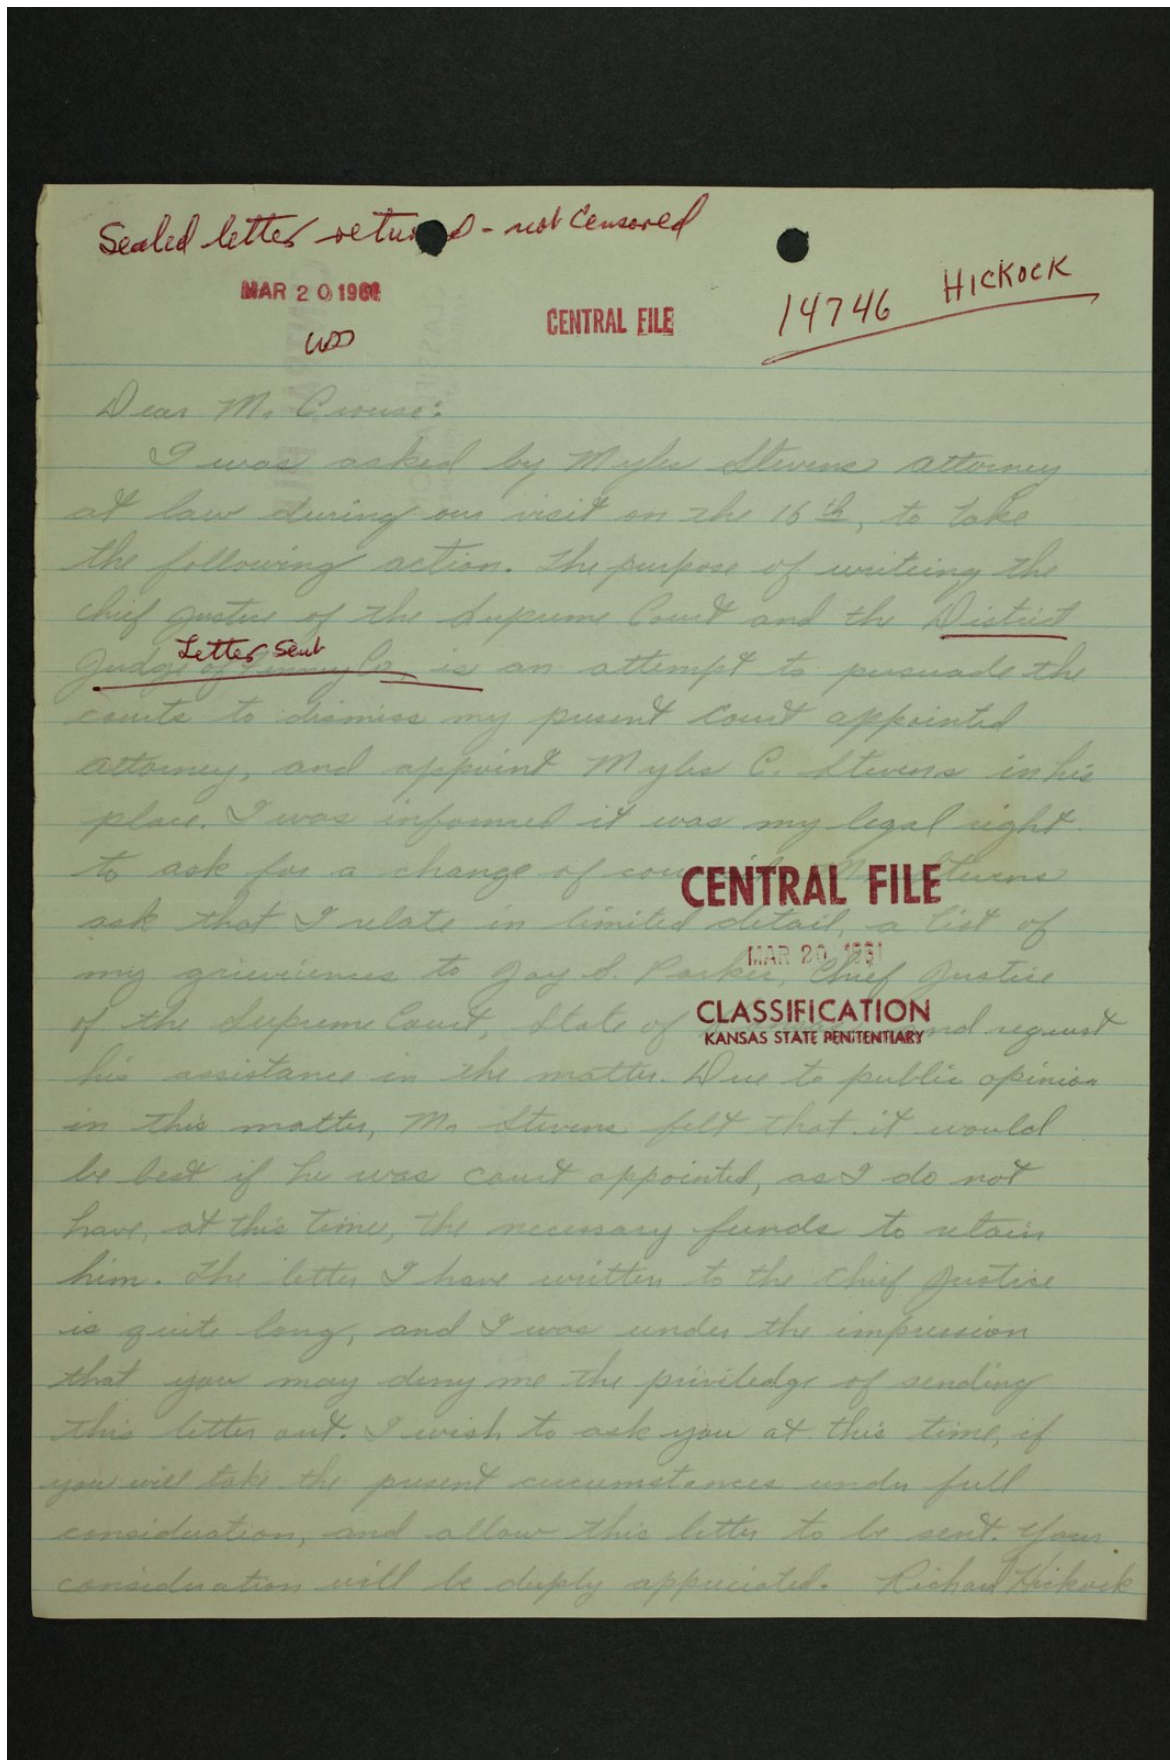 Sealed letter retu d - not Censored
MAR 20 1961
CENTRAL FILE
14746 HICKOCK
Dear Mr. Crouse:
I was asked by Myles Stevens attorney
at law during our visit on the 16th, to take
the following action. The purpose of writeing the
Chief Justice of the Supreme Court and the District
Letter Sent
Judge of Finney Co, is an attempt to persuade the
courts to dismiss my present court appointed
attorney, and appoint Myles C. Stevens in his
place. I was informed it was my legal right
to ask for a change of Mr. Stevens
CENTRAL FILE
ask that I relate in limited detail, a list of
MAR 20 1961
my grieviences to Jay S. Parker, Chief Justice
CLASSIFICATION
of the Supreme Court, State of and request
KANSAS STATE PENITENTIARY
his assistance in the matter. Due to public opinion
in this matter, Mr Stevens felt that it would
be best if he was court appointed, as I do not
have, at this time, the necessary funds to retain
him. The letter I have written to the Chief Justice
is quite long, and I was under the impression
that you may deny me the priviledge of sending
this letter out. I wish to ask you at this time, if
you will take the present circumstances under full
consideration, and allow this letter to be sent. Your
consideration will be deeply appreciated. Richard Hickock